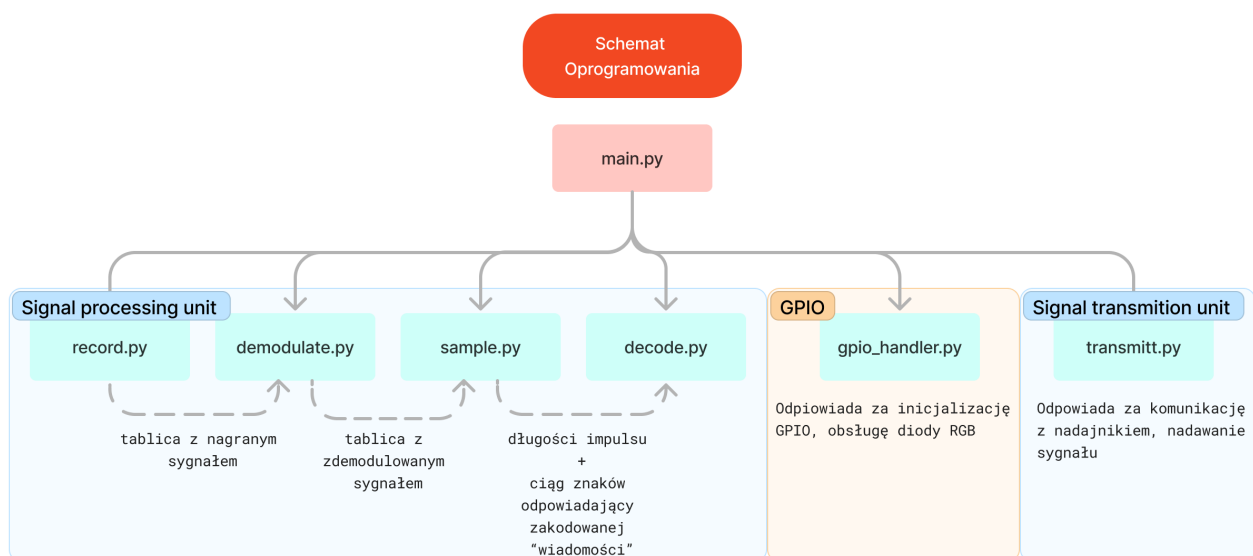 Schemat
Oprogramowania
main.py
Signal processing unit
GPIO
Signal transmition unit
record.py
demodulate.py
sample.py
decode.py
gpio_handler.py
transmitt.py
tablica z nagranym
sygnałem
tablica z
zdemodulowanym
sygnałem
długości impulsu
+
ciąg znaków
odpowiadający
zakodowanej
“wiadomości”
Odpiowiada za inicjalizację
GPIO, obsługę diody RGB
Odpowiada za komunikację
z nadajnikiem, nadawanie
sygnału